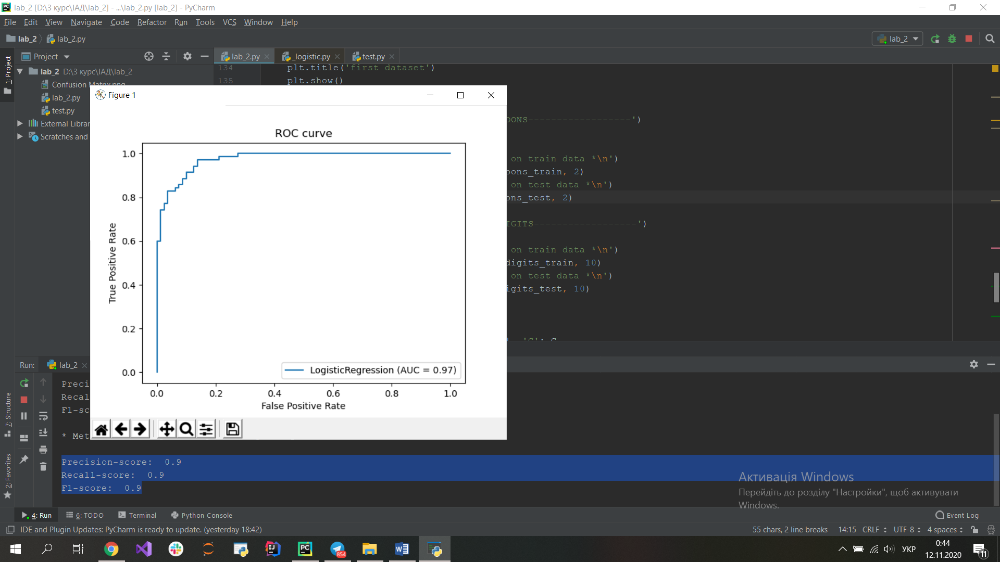 lab_2 [D:\3 курс\ІАД\lab_2] - ...\lab_2.py [lab_2] - PyCharm
File Edit View Navigate Code Refactor Run Tools VCS Window Help
lab_2 lab_2.py
lab_2
1: Project
Project
lab_2.py _logistic.py test.py
lab_2 D:\3 курс\ІАД\lab_2
Confusion Matrix.png
lab_2.py
test.py
External Librar
Scratches and
134 plt.title('first dataset')
135 plt.show()
OONS------------------')
on train data *\n')
oons_train, 2)
on test data *\n')
ons_test, 2)
IGITS------------------')
on train data *\n')
digits_train, 10)
on test data *\n')
igits_test, 10)
'C': C
Figure 1
ROC curve
True Positive Rate
1.0
0.8
0.6
0.4
0.2
0.0
LogisticRegression (AUC = 0.97)
0.0 0.2 0.4 0.6 0.8 1.0
False Positive Rate
Run: lab_2
7: Structure
2: Favorites
Preci
Recal
F1-sc
* Met
Precision-score: 0.9
Recall-score: 0.9
F1-score: 0.9
Активація Windows
Перейдіть до розділу "Настройки", щоб активувати
Windows.
4: Run 6: TODO Terminal Python Console Event Log
IDE and Plugin Updates: PyCharm is ready to update. (yesterday 18:42) 55 chars, 2 line breaks 14:15 CRLF UTF-8 4 spaces
PC
854
УКР
0:44
12.11.2020
11